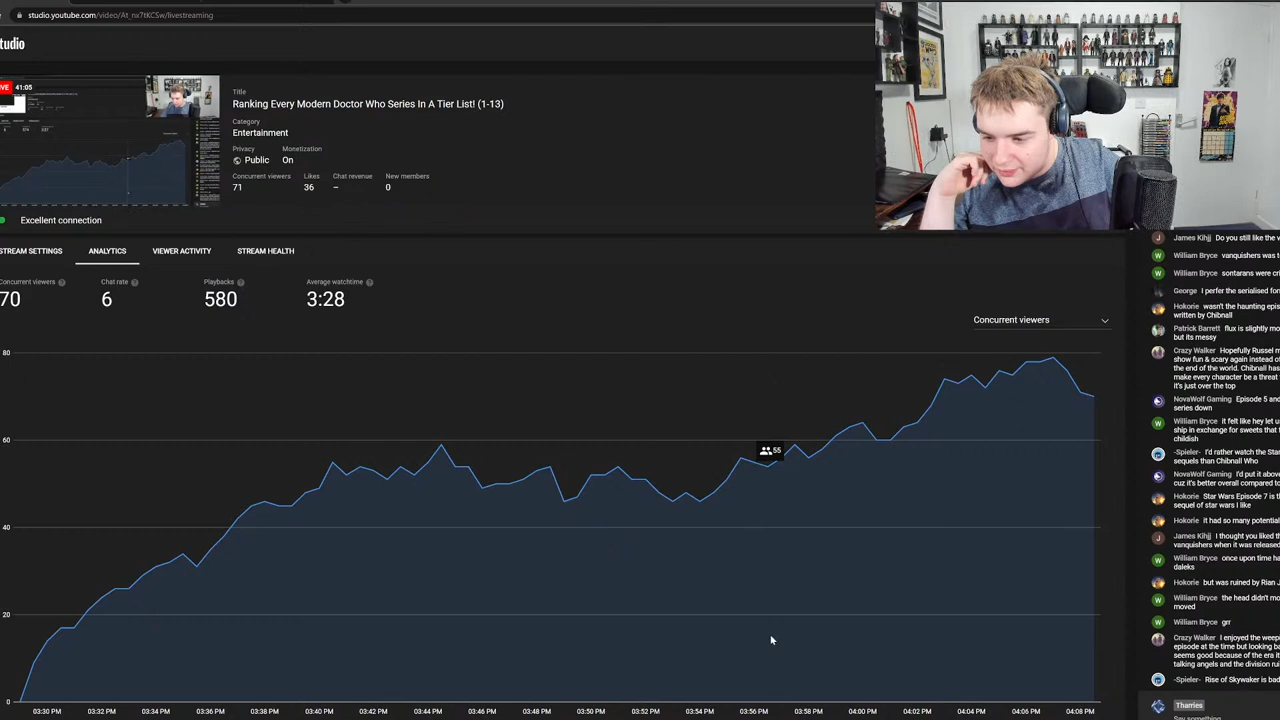 studio.youtube.com/video/At_nx7tKCSw/livestreaming
tudio
LIVE 41:05
Title
Ranking Every Modern Doctor Who Series In A Tier List! (1-13)
Category
Entertainment
Privacy Monetization
Public On
Concurrent viewers Likes Chat revenue New members
71 36 – 0
Excellent connection
STREAM SETTINGS ANALYTICS VIEWER ACTIVITY STREAM HEALTH
Concurrent viewers Chat rate Playbacks Average watchtime
70 6 580 3:28
Concurrent viewers
80
60
55
40
20
0
03:30 PM 03:32 PM 03:34 PM 03:36 PM 03:38 PM 03:40 PM 03:42 PM 03:44 PM 03:46 PM 03:48 PM 03:50 PM 03:52 PM 03:54 PM 03:56 PM 03:58 PM 04:00 PM 04:02 PM 04:04 PM 04:06 PM 04:08 PM
James Kihjj Do you still like the
William Bryce vanquishers was
William Bryce sontarans were
George I perfer the serialised
Hokorie wasn't the haunting
written by Chibnall
Patrick Barrett flux is slightly
but its messy
Crazy Walker Hopefully Russel
show fun & scary again instead of
the end of the world. Chibnall has
make every character be a threat
it's just over the top
NovaWolf Gaming Episode 5 and
series down
William Bryce it felt like hey let
ship in exchange for sweets that
childish
-Spieler- I'd rather watch the
sequels than Chibnall Who
NovaWolf Gaming I'd put it
cuz it's better overall compared
Hokorie Star Wars Episode 7 is
sequel of star wars I like
Hokorie it had so many
James Kihjj I thought you liked
vanquishers when it was released
William Bryce once upon time
daleks
Hokorie but was ruined by Rian
William Bryce the head didn't
moved
William Bryce grr
Crazy Walker I enjoyed the
episode at the time but looking
seems good because of the era
talking angels and the division
-Spieler- Rise of Skywaker is
Tharries
Say something